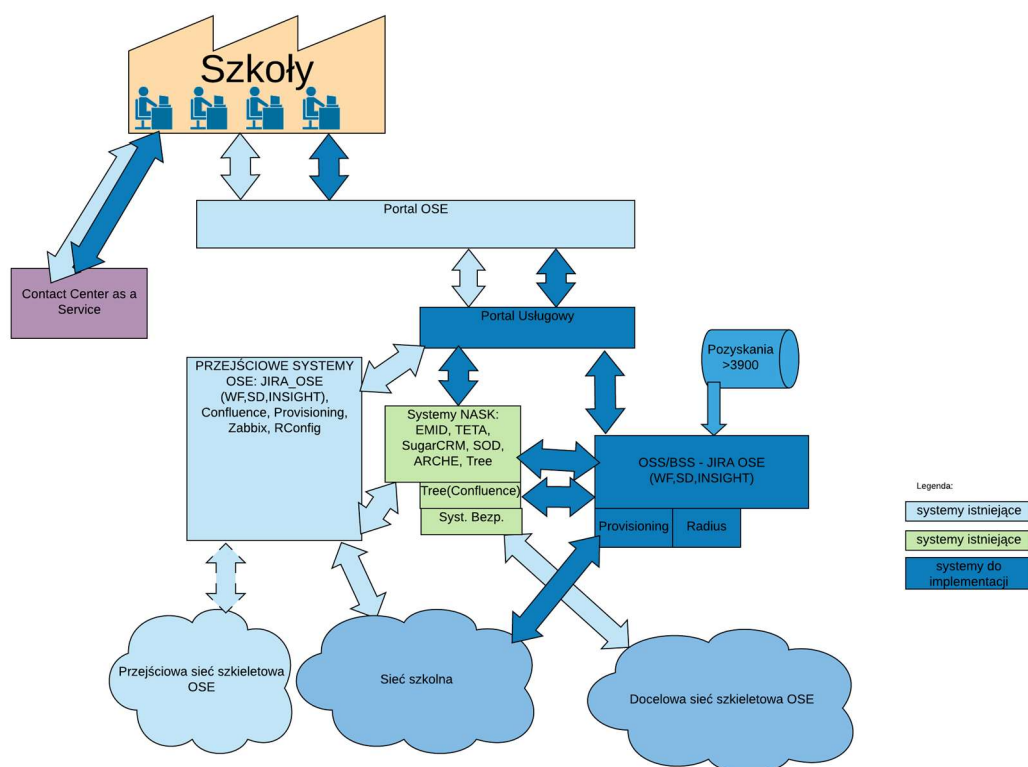 Szkoły
Portal OSE
Contact Center as a
Service
Portal Usługowy
PRZEJŚCIOWE SYSTEMY
OSE: JIRA_OSE
(WF,SD,INSIGHT),
Confluence, Provisioning,
Zabbix, RConfig
Pozyskania
>3900
Systemy NASK:
EMID, TETA,
SugarCRM, SOD,
ARCHE, Tree
Tree(Confluence)
Syst. Bezp.
OSS/BSS - JIRA OSE
(WF,SD,INSIGHT)
Provisioning
Radius
Legenda:
systemy istniejące
systemy istniejące
systemy do
implementacji
Przejściowa sieć szkieletowa
OSE
Sieć szkolna
Docelowa sieć szkieletowa OSE